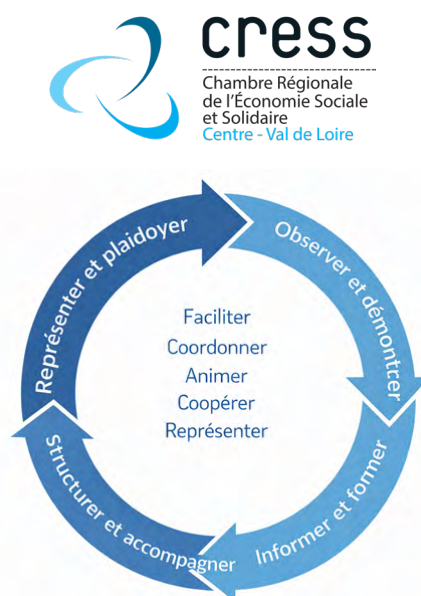 cress
Chambre Régionale
de l'Économie Sociale
et Solidaire
Centre - Val de Loire
Représenter et plaidoyer
Observer et démontrer
Faciliter
Coordonner
Animer
Coopérer
Représenter
Structurer et accompagner
Informer et former